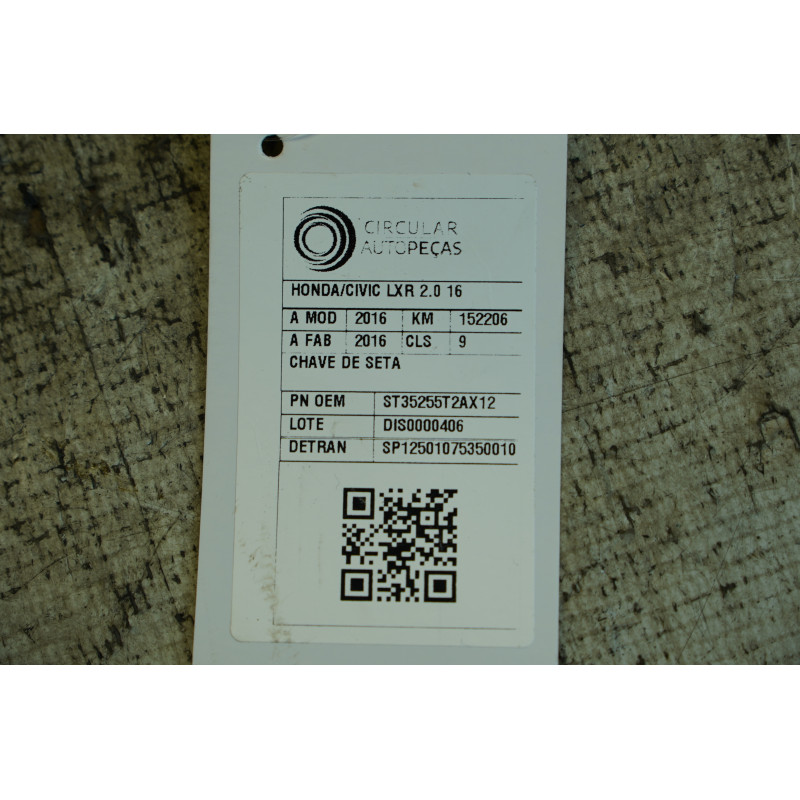 CIRCULAR
AUTOPEÇAS
HONDA/CIVIC LXR 2.0 16
A MOD 2016 KM 152206
A FAB 2016 CLS 9
CHAVE DE SETA
PN OEM ST35255T2AX12
LOTE DIS0000406
DETRAN SP12501075350010